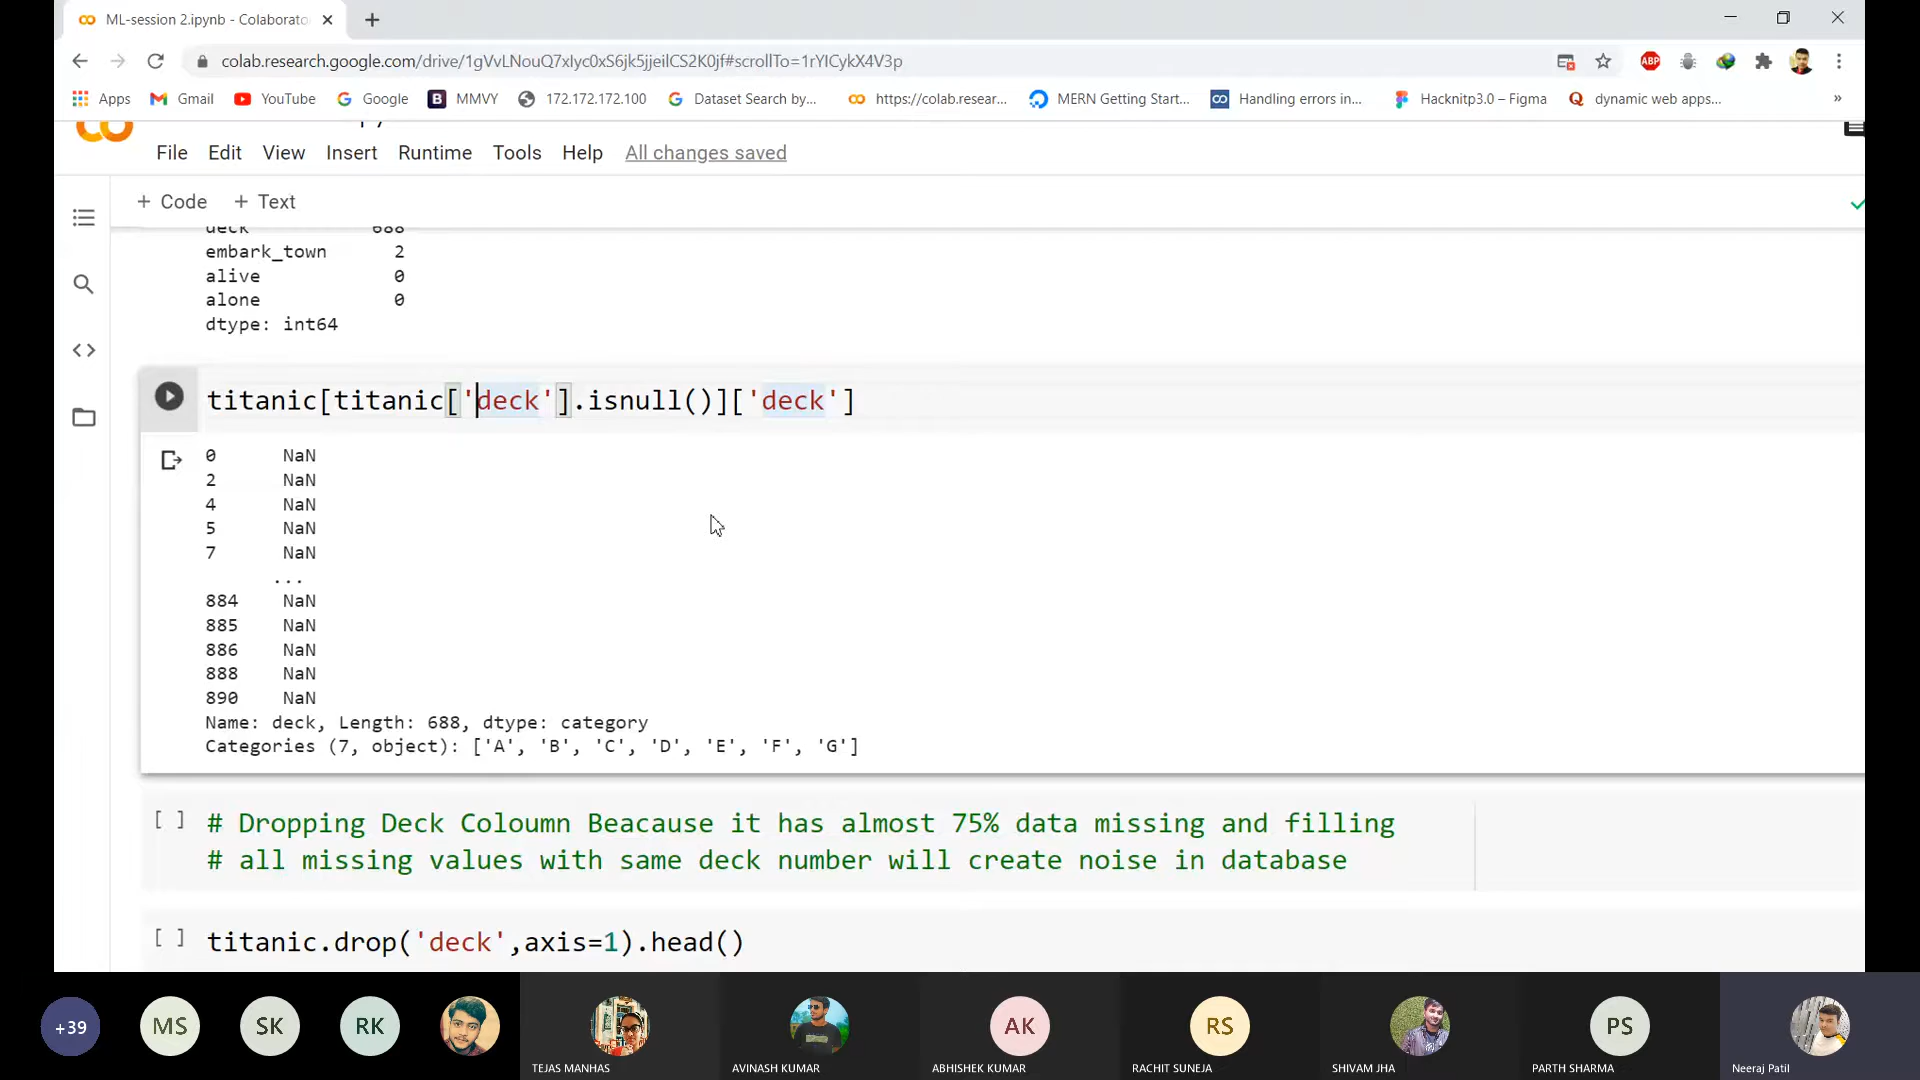 ML-session 2.ipynb - Colaborato
colab.research.google.com/drive/1gVvLNouQ7xIyc0xS6jk5jjeilCS2K0jf#scrollTo=1rYICykX4V3p
ABP
Apps
Gmail
YouTube
Google
B MMVY
172.172.172.100
Dataset Search by...
https://colab.resear...
MERN Getting Start...
Handling errors in...
Hacknitp3.0 – Figma
dynamic web apps...
»
File Edit View Insert Runtime Tools Help All changes saved
+ Code + Text
deck 688
embark_town 2
alive 0
alone 0
dtype: int64
titanic[titanic['deck'].isnull()]['deck']
0 NaN
2 NaN
4 NaN
5 NaN
7 NaN
...
884 NaN
885 NaN
886 NaN
888 NaN
890 NaN
Name: deck, Length: 688, dtype: category
Categories (7, object): ['A', 'B', 'C', 'D', 'E', 'F', 'G']
[ ] # Dropping Deck Coloumn Beacause it has almost 75% data missing and filling
# all missing values with same deck number will create noise in database
[ ] titanic.drop('deck',axis=1).head()
+39
MS
SK
RK
AK
RS
PS
TEJAS MANHAS
AVINASH KUMAR
ABHISHEK KUMAR
RACHIT SUNEJA
SHIVAM JHA
PARTH SHARMA
Neeraj Patil